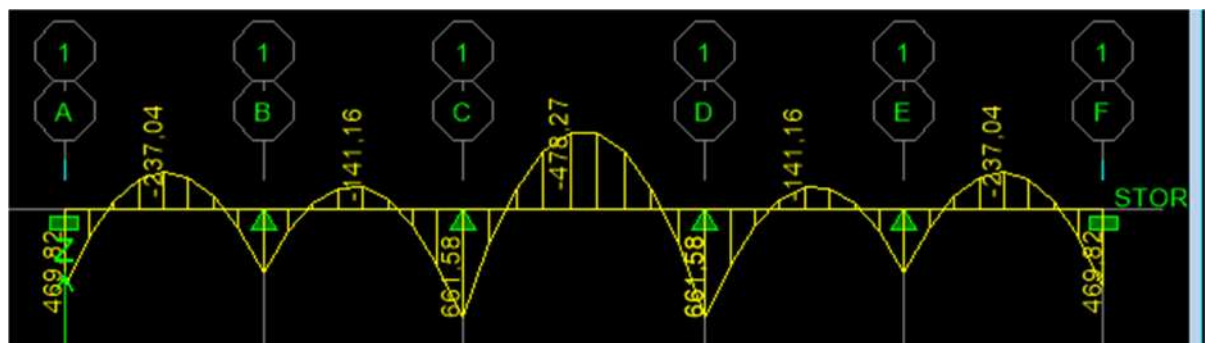 1 1 1 1 1 1
A B C D E F
-237,04 -141,16 -478,27 -141,16 -237,04
STOR
469,82 661,58 661,58 469,82